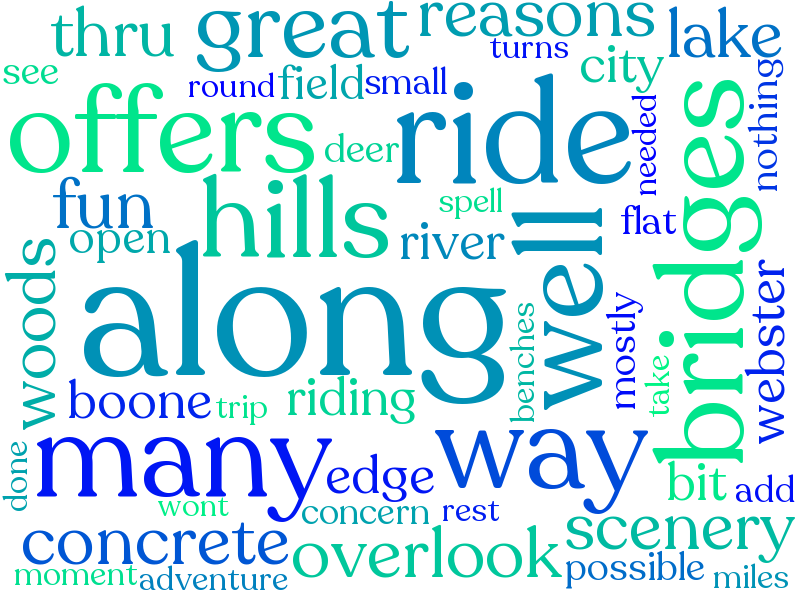 thru
great
reasons
lake
see
round
field
small
turns
city
nothing
offers
deer
ride
needed
bridges
fun
open
hills
spell
river
well
flat
woods
along
benches
mostly
take
webster
boone
trip
riding
done
many
edge
way
bit
add
wont
concern
rest
concrete
overlook
scenery
moment
adventure
possible
miles